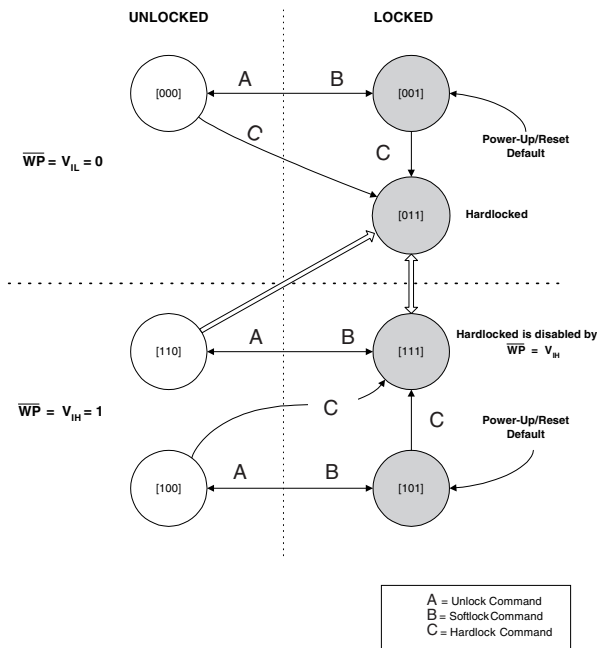 UNLOCKED LOCKED
A B
[000] [001]
C
C
Power-Up/Reset
Default
WP = VIL = 0
[011] Hardlocked
A B
[110] [111]
Hardlocked is disabled by
WP = VIH
WP = VIH = 1
C
C
Power-Up/Reset
Default
A B
[100] [101]
A = Unlock Command
B = Softlock Command
C = Hardlock Command